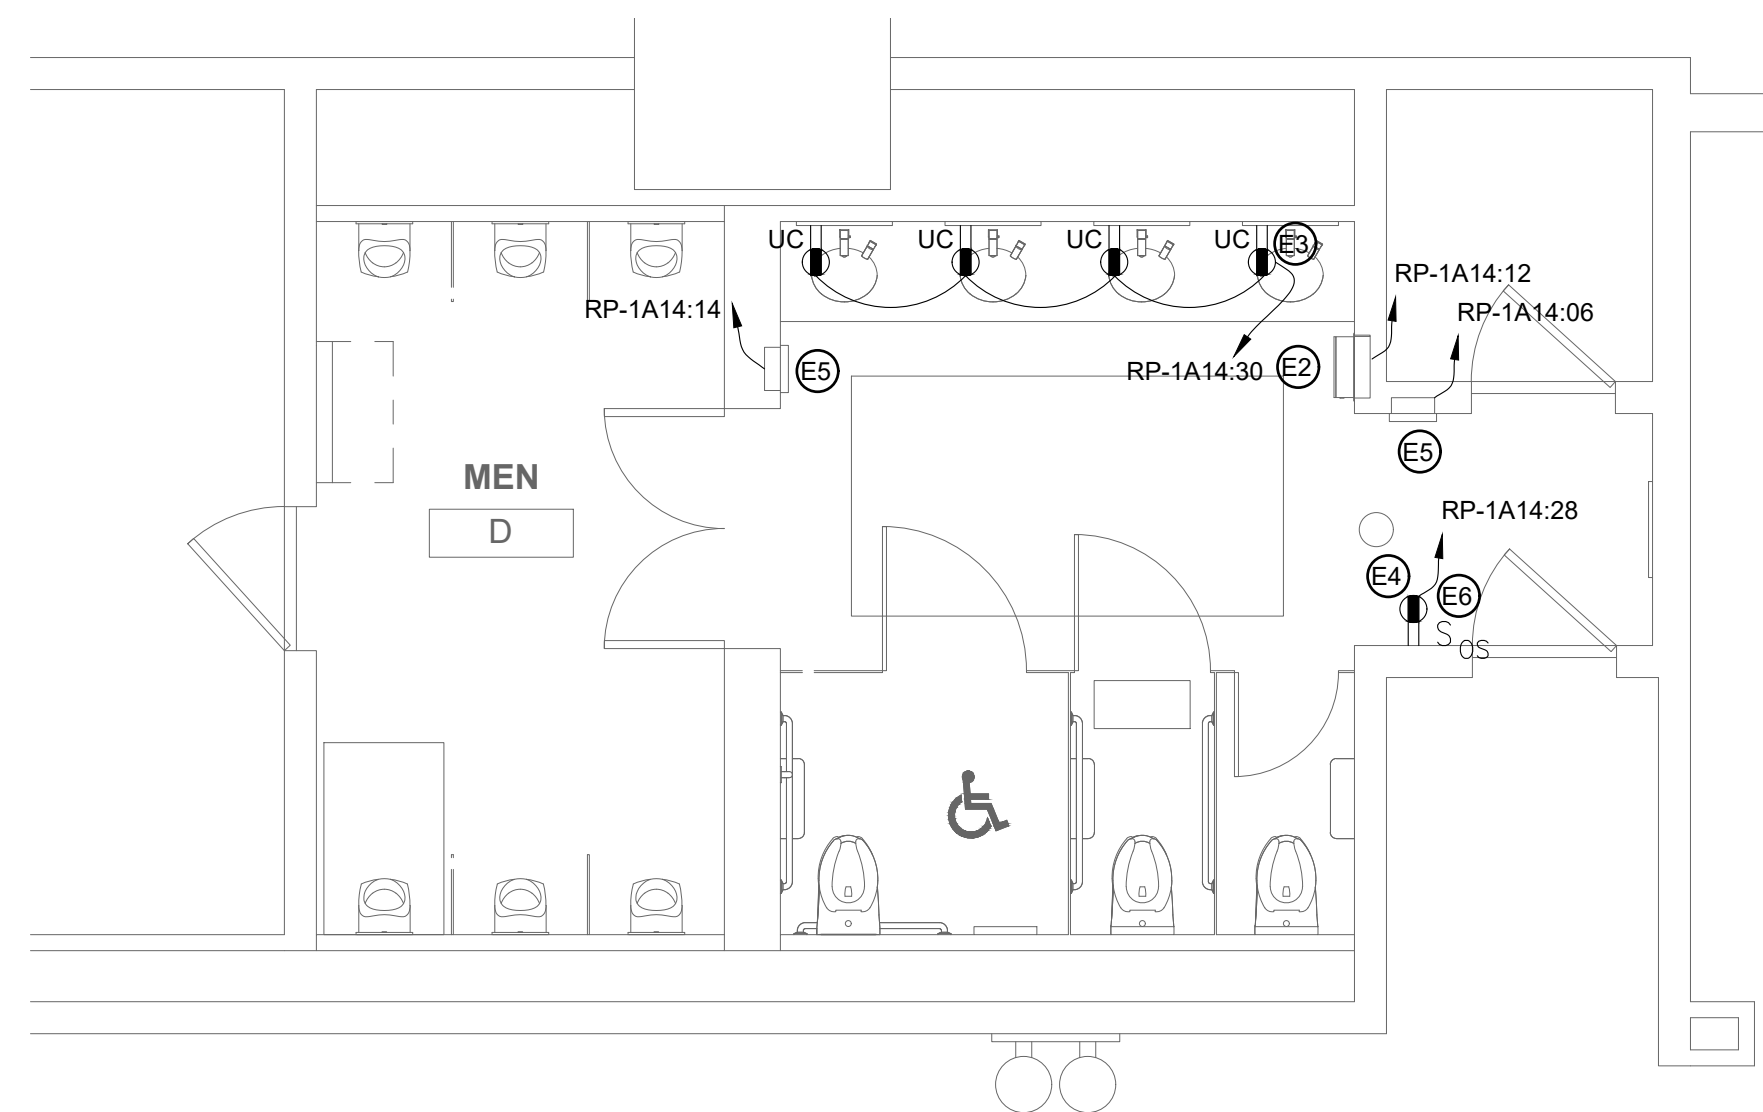 UC
UC
UC
UC
E3
RP-1A14:12
RP-1A14:14
RP-1A14:06
E5
RP-1A14:30
E2
E5
MEN
D
RP-1A14:28
E4
E6
S
OS